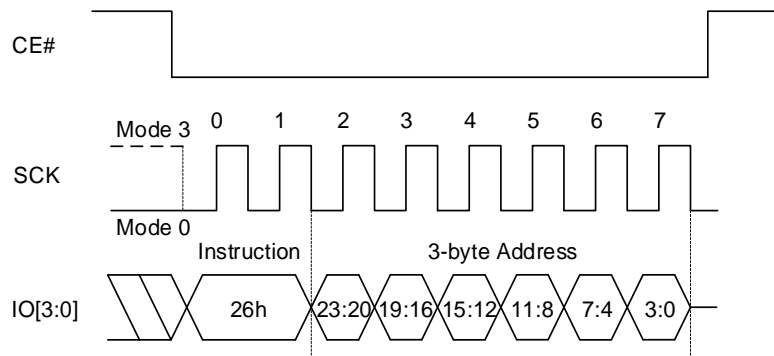 CE#
Mode 3 0 1 2 3 4 5 6 7
SCK
Mode 0
Instruction 3-byte Address
IO[3:0] 26h 23:20 19:16 15:12 11:8 7:4 3:0